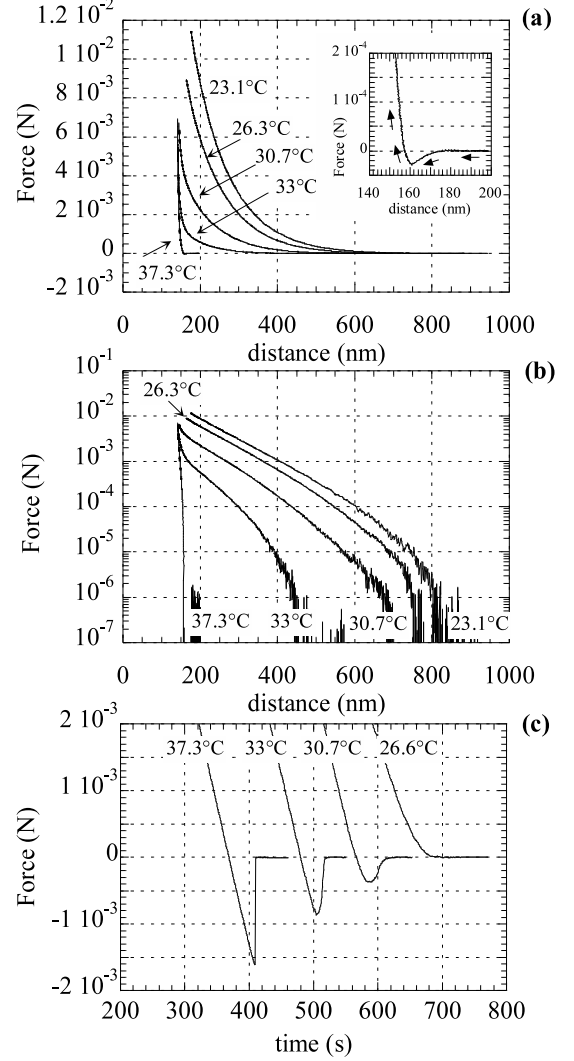 (a)
1.2 10⁻²
1 10⁻²
8 10⁻³
6 10⁻³
4 10⁻³
2 10⁻³
0
-2 10⁻³
Force (N)
23.1°C
26.3°C
30.7°C
33°C
37.3°C
2 10⁻⁴
1 10⁻⁴
0
Force (N)
140 160 180 200
distance (nm)
0 200 400 600 800 1000
distance (nm)
(b)
10⁻¹
10⁻²
10⁻³
10⁻⁴
10⁻⁵
10⁻⁶
10⁻⁷
Force (N)
26.3°C
37.3°C 33°C 30.7°C 23.1°C
0 200 400 600 800 1000
distance (nm)
(c)
2 10⁻³
1 10⁻³
0
-1 10⁻³
-2 10⁻³
Force (N)
37.3°C 33°C 30.7°C 26.6°C
200 300 400 500 600 700 800
time (s)